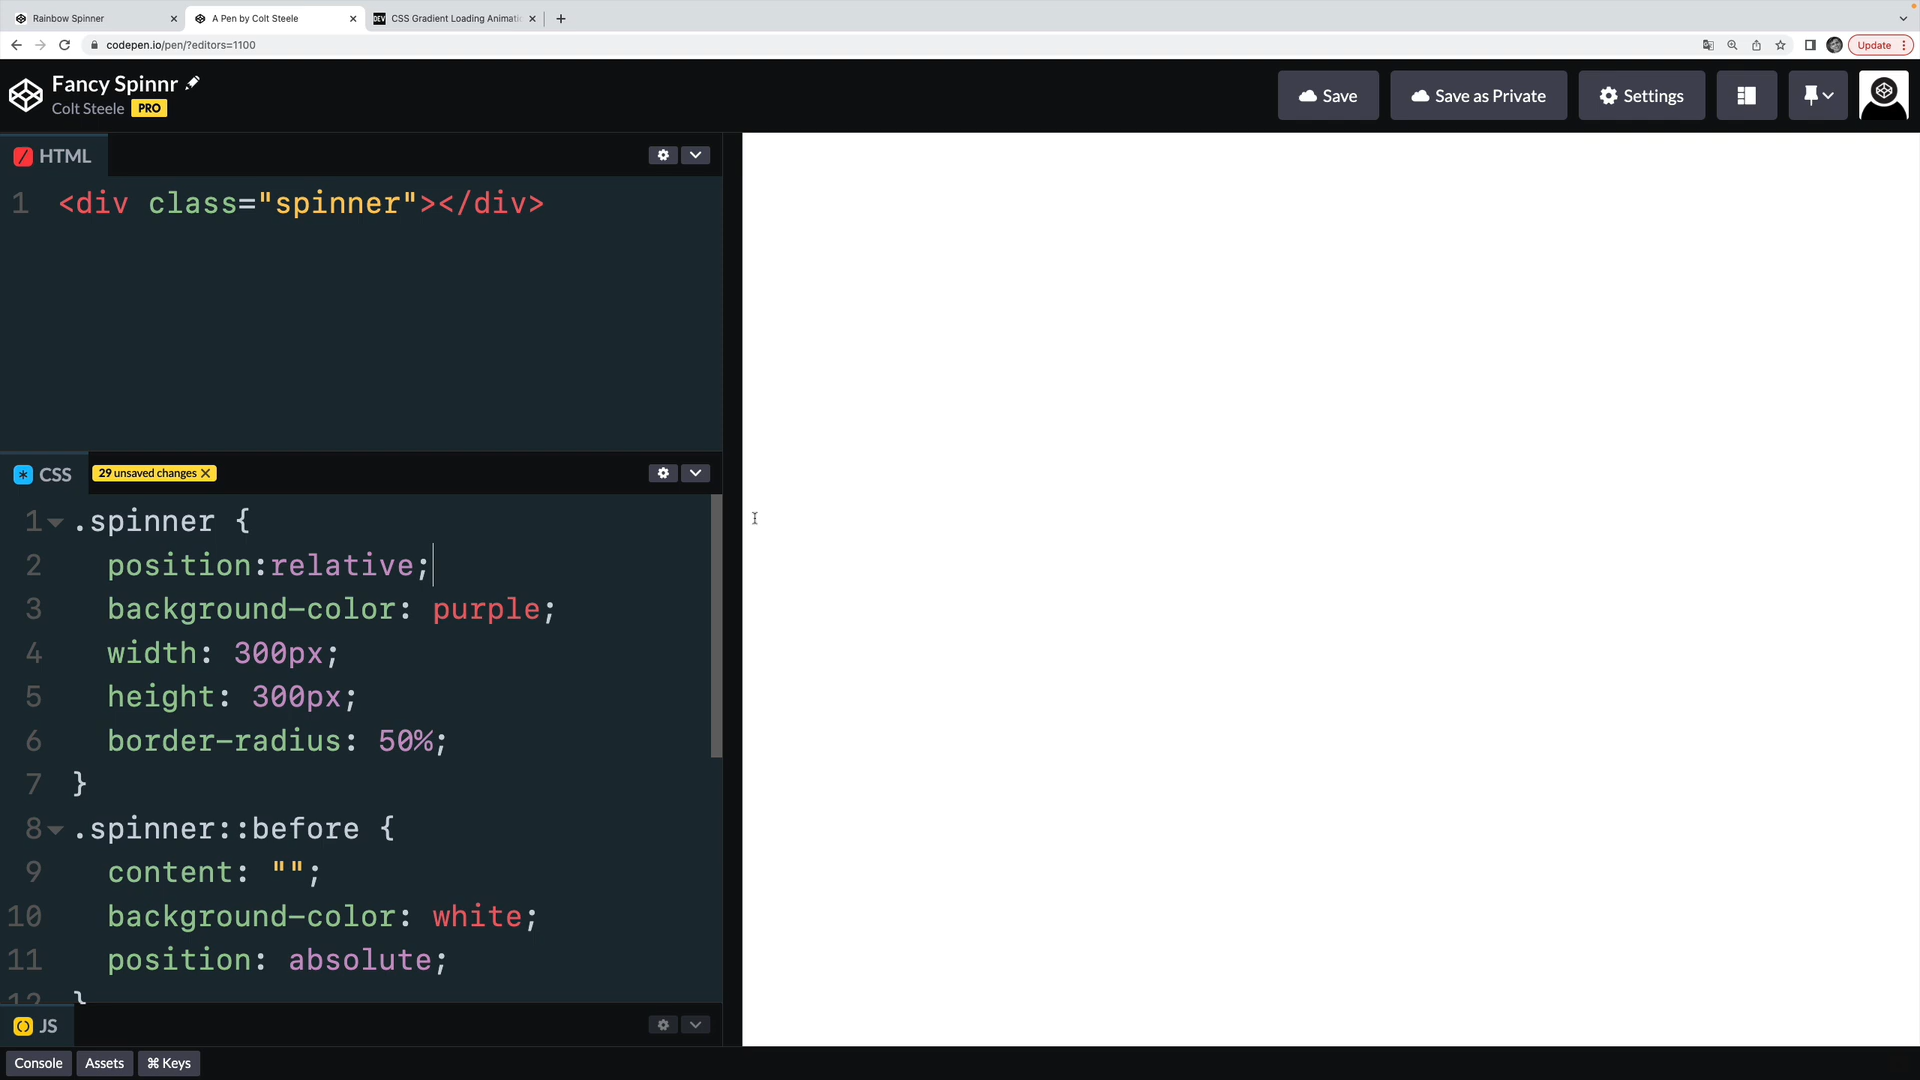 Rainbow Spinner
A Pen by Colt Steele
DEV CSS Gradient Loading Animati
codepen.io/pen/?editors=1100
Update
Fancy Spinnr
Colt Steele PRO
Save
Save as Private
Settings
HTML
1 <div class="spinner"></div>
CSS
29 unsaved changes
1 .spinner {
2 position:relative;
3 background-color: purple;
4 width: 300px;
5 height: 300px;
6 border-radius: 50%;
7 }
8 .spinner::before {
9 content: "";
10 background-color: white;
11 position: absolute;
12 }
JS
Console
Assets
⌘ Keys